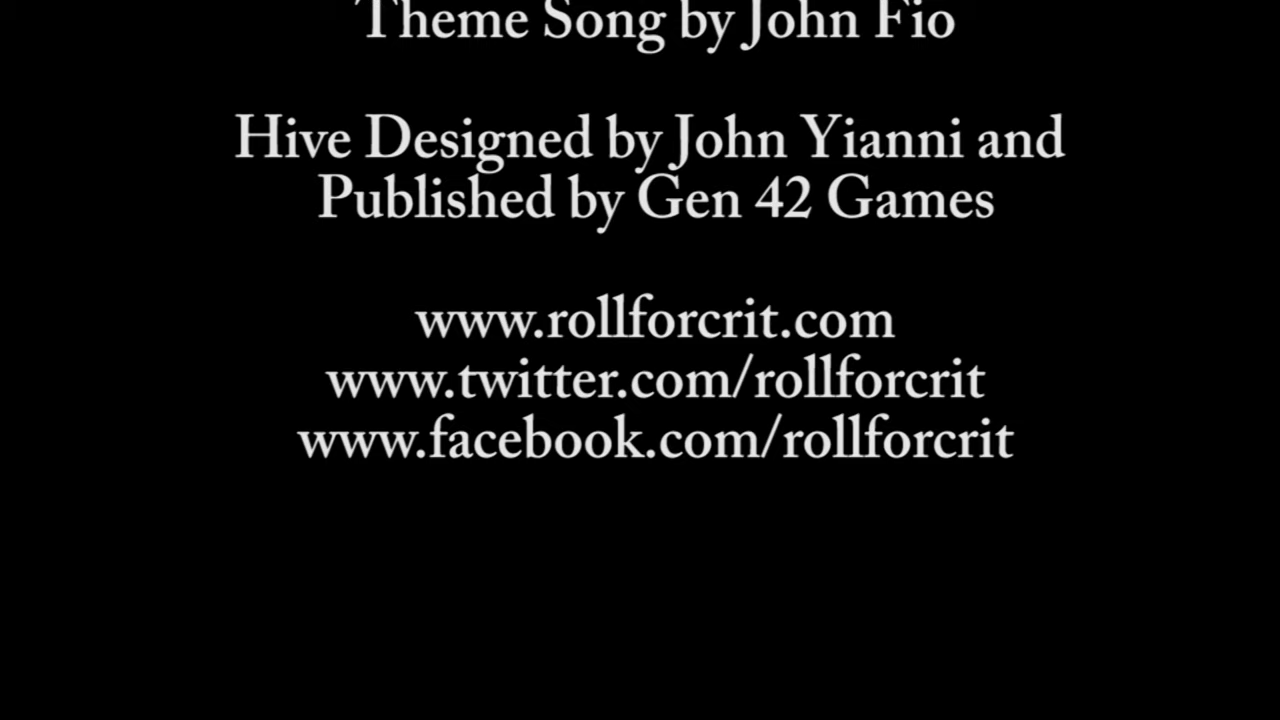 Theme Song by John Fio
Hive Designed by John Yianni and
Published by Gen 42 Games
www.rollforcrit.com
www.twitter.com/rollforcrit
www.facebook.com/rollforcrit